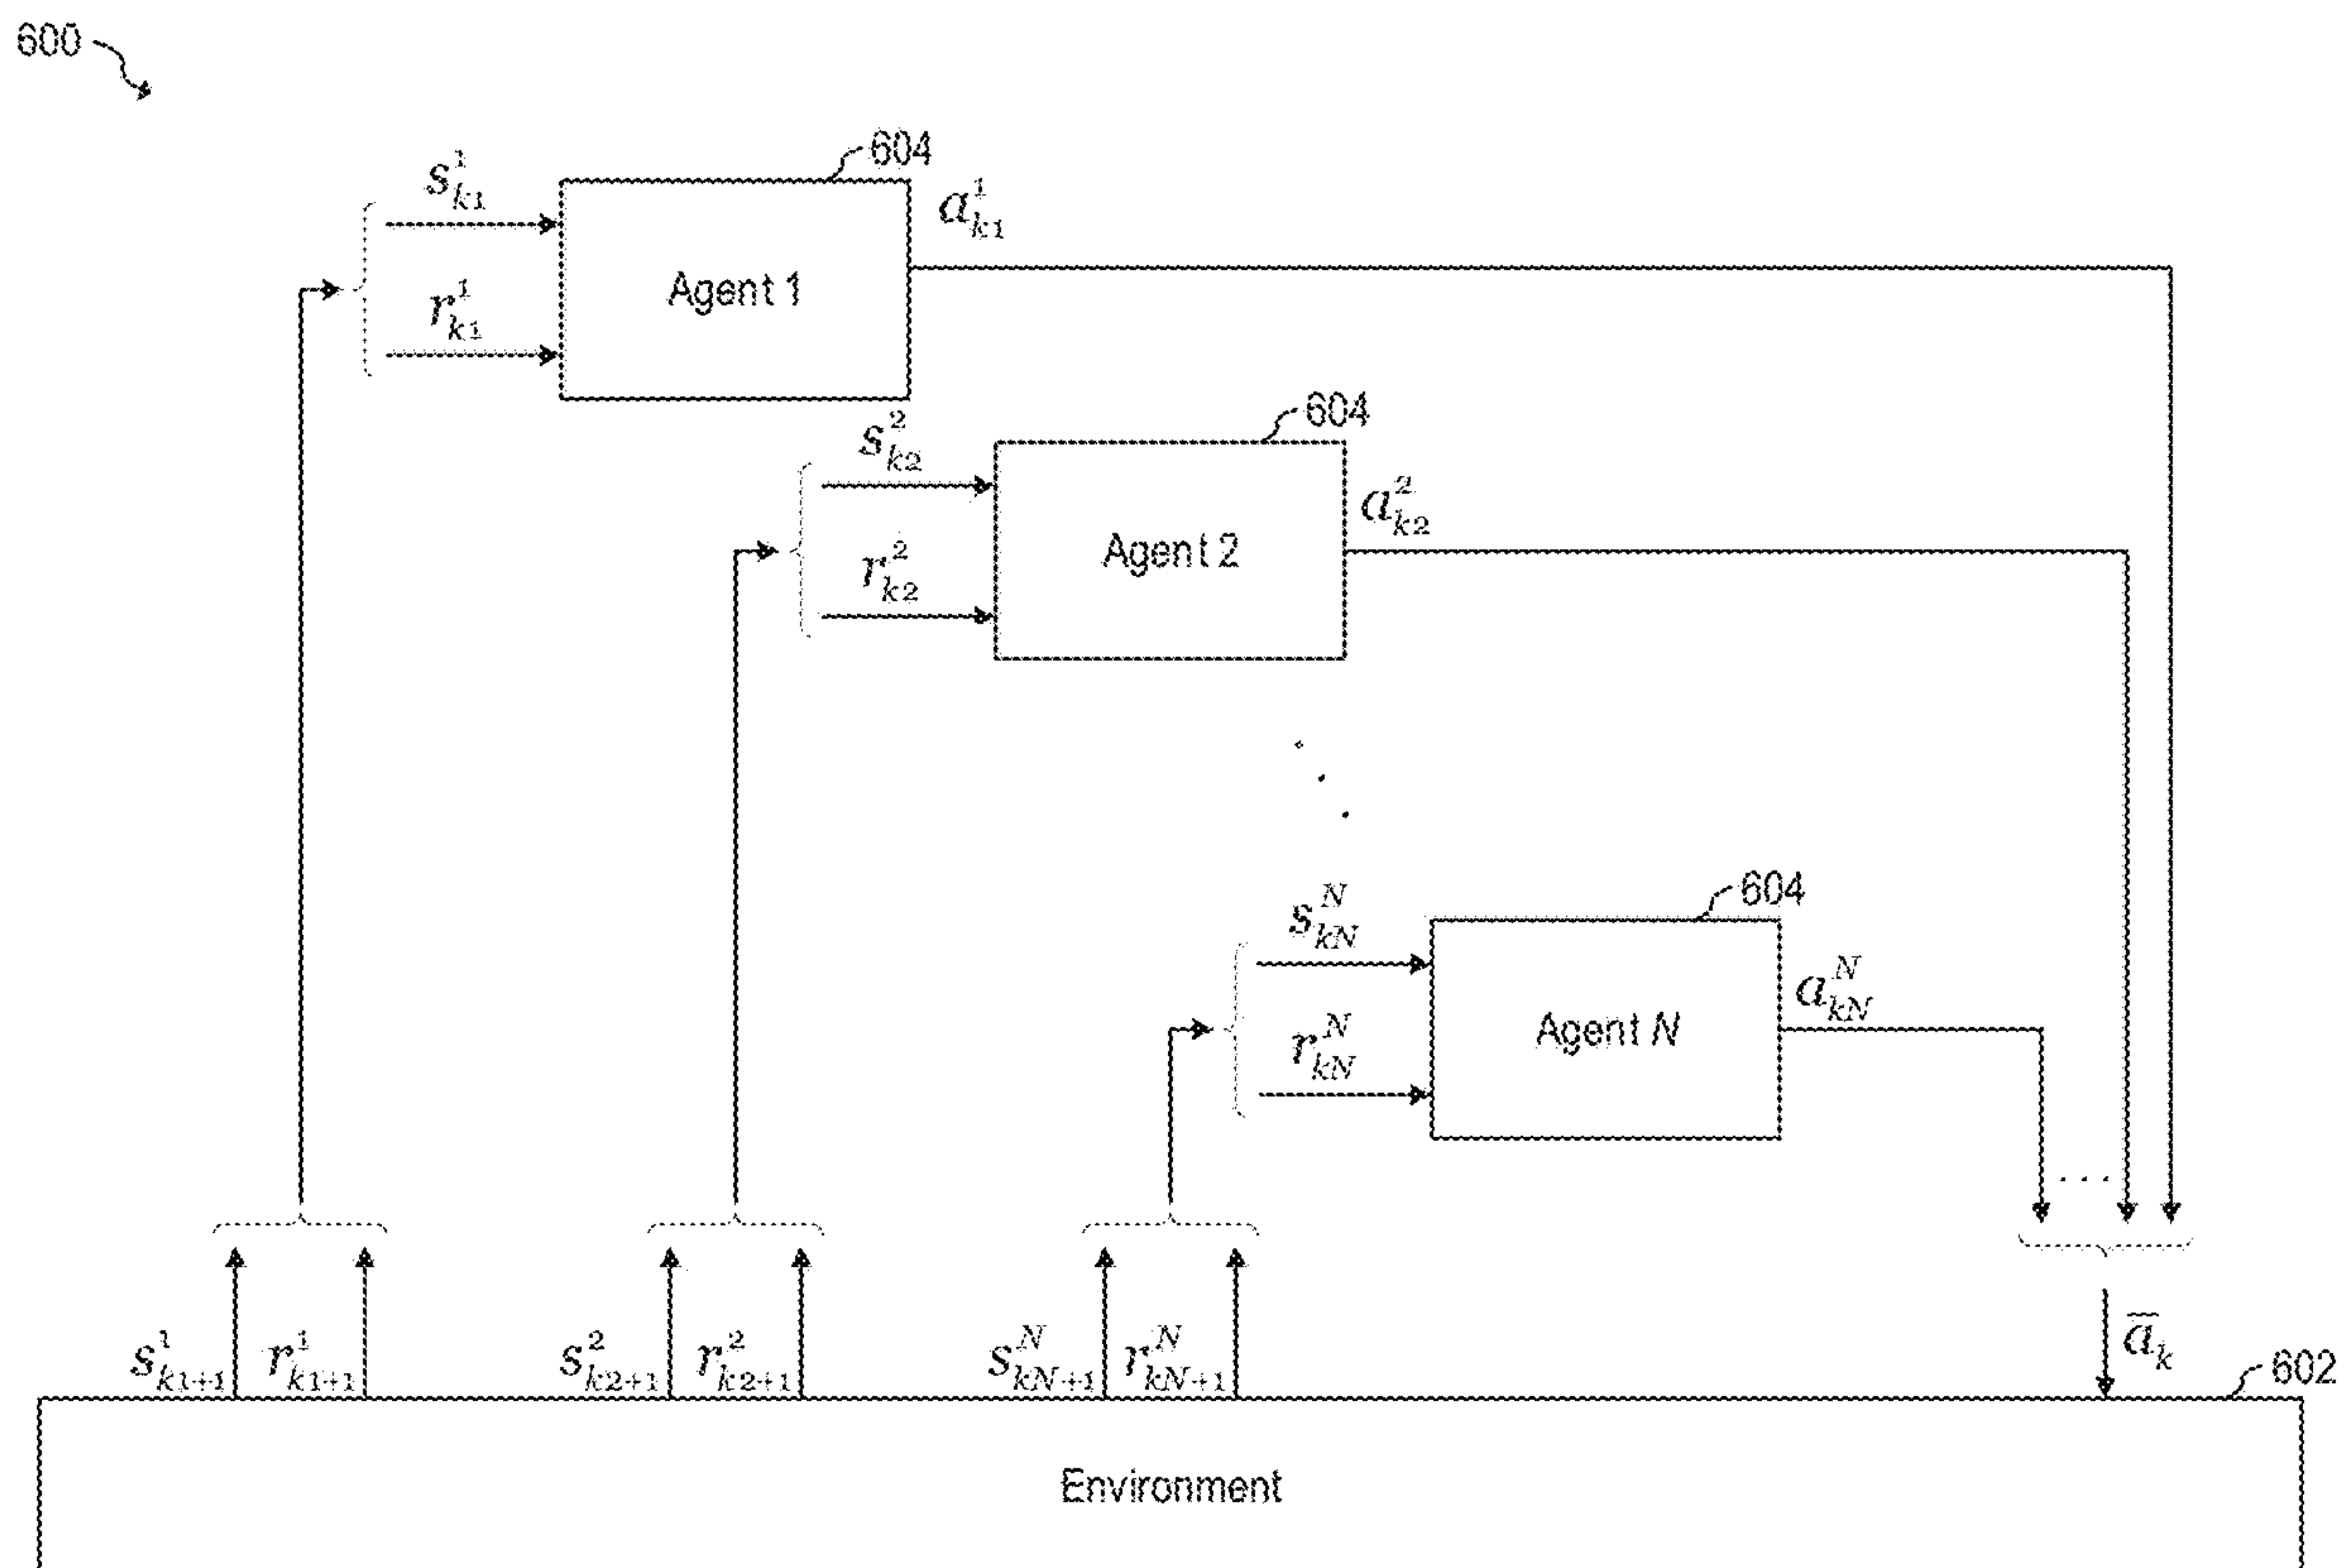 600
604
s^1_{k1}
a^1_{k1}
Agent 1
r^1_{k1}
604
s^2_{k2}
a^2_{k2}
Agent 2
r^2_{k2}
604
s^N_{kN}
a^N_{kN}
Agent N
r^N_{kN}
. . .
s^1_{k1+1} r^1_{k1+1} s^2_{k2+1} r^2_{k2+1} s^N_{kN+1} r^N_{kN+1} \bar{a}_k
602
Environment